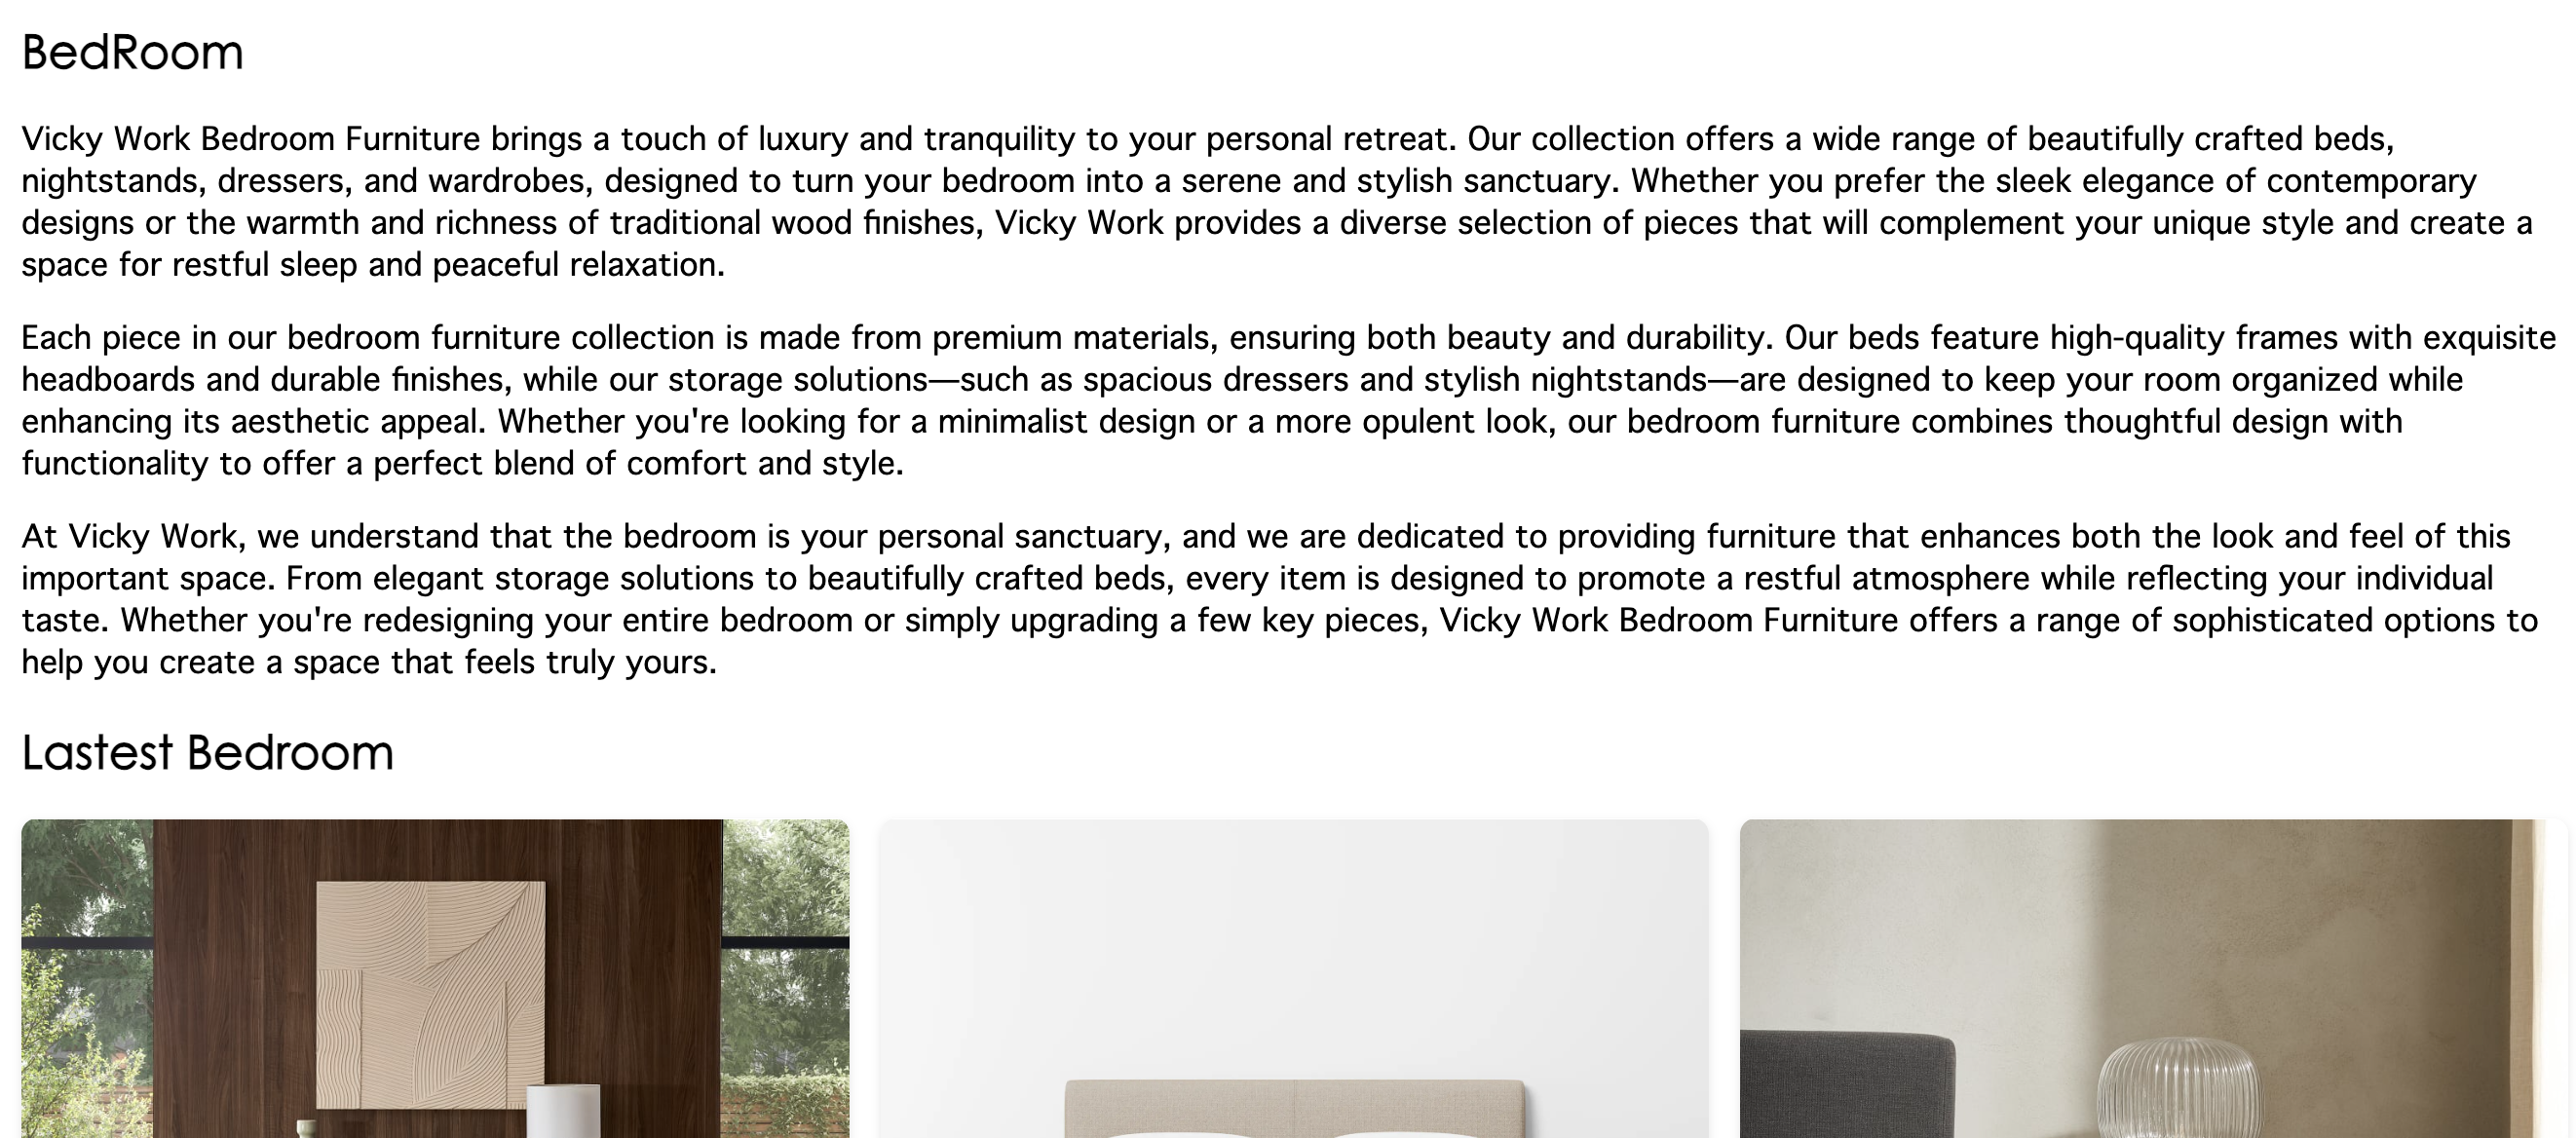 BedRoom
Vicky Work Bedroom Furniture brings a touch of luxury and tranquility to your personal retreat. Our collection offers a wide range of beautifully crafted beds,
nightstands, dressers, and wardrobes, designed to turn your bedroom into a serene and stylish sanctuary. Whether you prefer the sleek elegance of contemporary
designs or the warmth and richness of traditional wood finishes, Vicky Work provides a diverse selection of pieces that will complement your unique style and create a
space for restful sleep and peaceful relaxation.
Each piece in our bedroom furniture collection is made from premium materials, ensuring both beauty and durability. Our beds feature high-quality frames with exquisite
headboards and durable finishes, while our storage solutions—such as spacious dressers and stylish nightstands—are designed to keep your room organized while
enhancing its aesthetic appeal. Whether you're looking for a minimalist design or a more opulent look, our bedroom furniture combines thoughtful design with
functionality to offer a perfect blend of comfort and style.
At Vicky Work, we understand that the bedroom is your personal sanctuary, and we are dedicated to providing furniture that enhances both the look and feel of this
important space. From elegant storage solutions to beautifully crafted beds, every item is designed to promote a restful atmosphere while reflecting your individual
taste. Whether you're redesigning your entire bedroom or simply upgrading a few key pieces, Vicky Work Bedroom Furniture offers a range of sophisticated options to
help you create a space that feels truly yours.
Lastest Bedroom